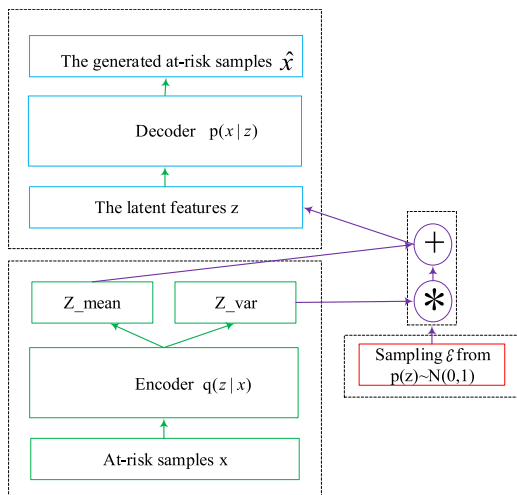 The generated at-risk samples x̂
Decoder p(x|z)
The latent features z
+
Z_mean
Z_var
*
Sampling ε from
p(z)~N(0,1)
Encoder q(z|x)
At-risk samples x